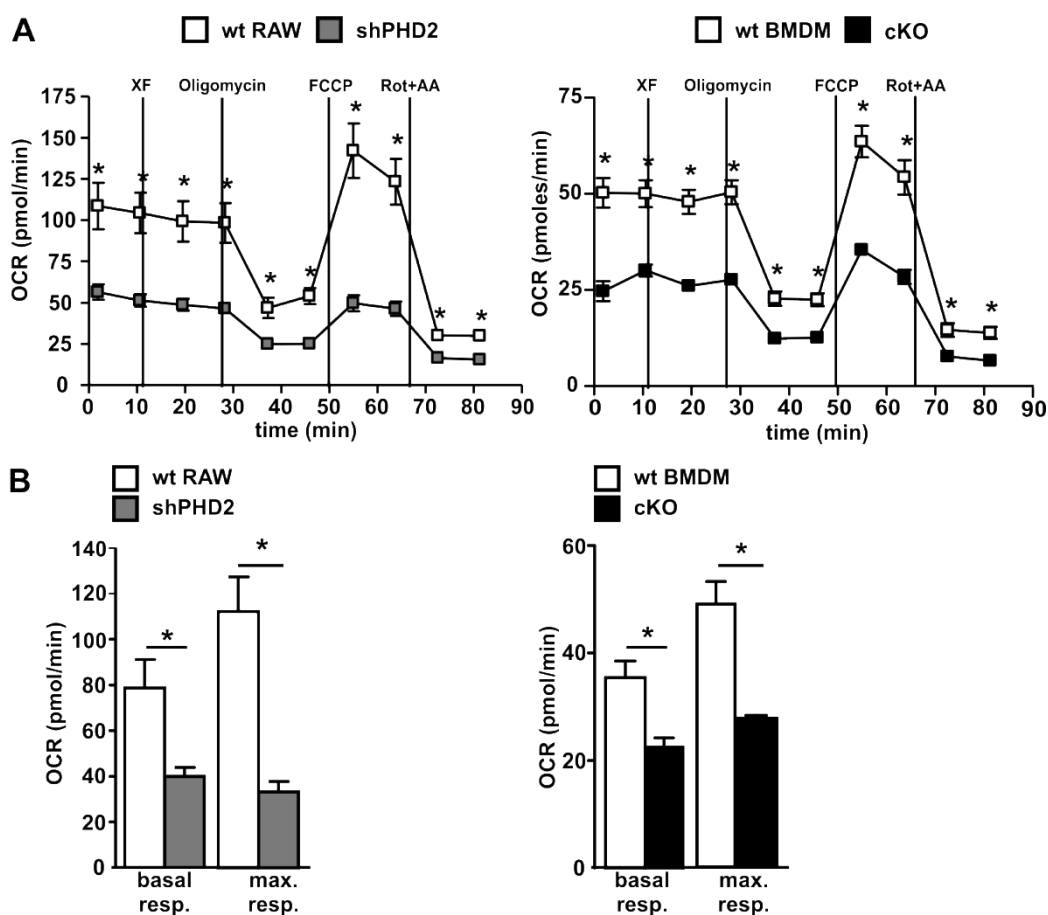 A
wt RAW shPHD2
XF Oligomycin FCCP Rot+AA
OCR (pmol/min)
175
150
125
100
75
50
25
0
* * * * * * * * * *
0 10 20 30 40 50 60 70 80 90
time (min)
wt BMDM cKO
XF Oligomycin FCCP Rot+AA
OCR (pmoles/min)
75
50
25
0
* * * * * * * * * *
0 10 20 30 40 50 60 70 80 90
time (min)
B
wt RAW
shPHD2
OCR (pmol/min)
140
120
100
80
60
40
20
0
* *
basal max.
resp. resp.
wt BMDM
cKO
OCR (pmol/min)
60
40
20
0
* *
basal max.
resp. resp.